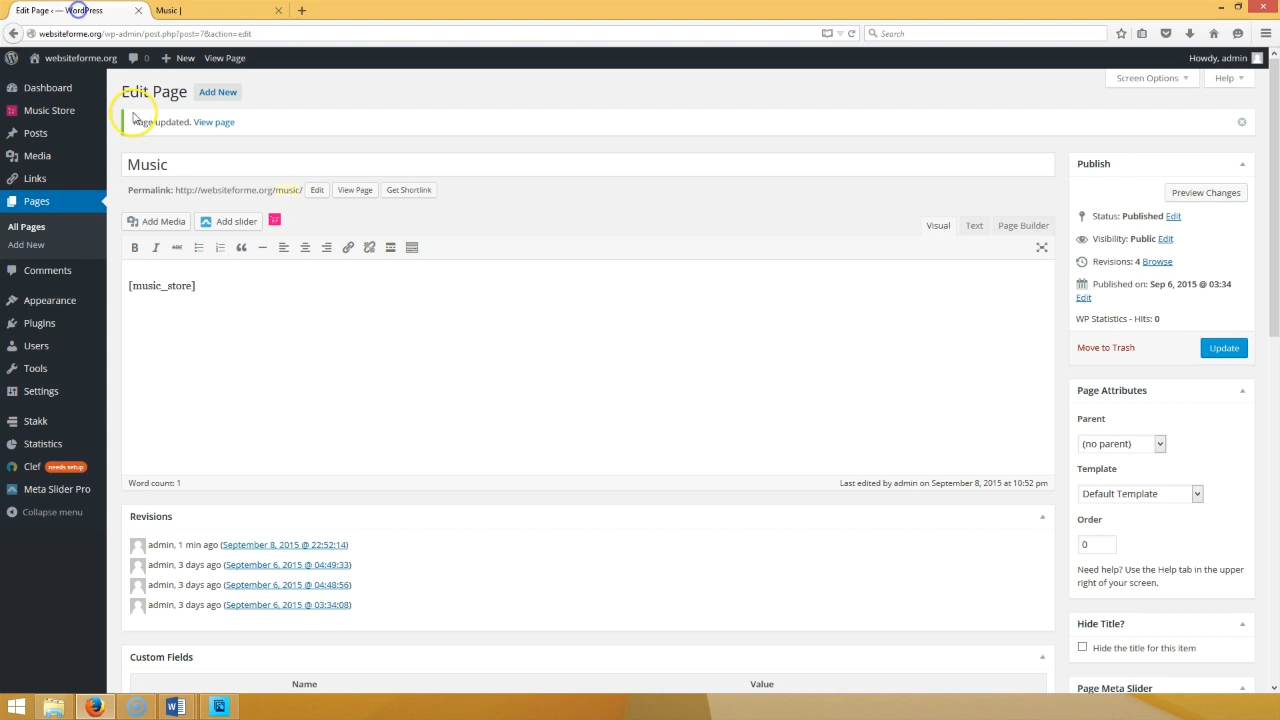 Edit Page ‹ — WordPress
Music |
websiteforme.org/wp-admin/post.php?post=7&action=edit
Search
websiteforme.org
0
New
View Page
Howdy, admin
Dashboard
Music Store
Posts
Media
Links
Pages
All Pages
Add New
Comments
Appearance
Plugins
Users
Tools
Settings
Stakk
Statistics
Clef needs setup
Meta Slider Pro
Collapse menu
Edit Page
Add New
Screen Options
Help
Page updated. View page
Music
Permalink: http://websiteforme.org/music/
Edit
View Page
Get Shortlink
Add Media
Add slider
Visual
Text
Page Builder
B I ABC
[music_store]
Word count: 1
Last edited by admin on September 8, 2015 at 10:52 pm
Revisions
admin, 1 min ago (September 8, 2015 @ 22:52:14)
admin, 3 days ago (September 6, 2015 @ 04:49:33)
admin, 3 days ago (September 6, 2015 @ 04:48:56)
admin, 3 days ago (September 6, 2015 @ 03:34:08)
Custom Fields
Name
Value
Publish
Preview Changes
Status: Published Edit
Visibility: Public Edit
Revisions: 4 Browse
Published on: Sep 6, 2015 @ 03:34
Edit
WP Statistics - Hits: 0
Move to Trash
Update
Page Attributes
Parent
(no parent)
Template
Default Template
Order
0
Need help? Use the Help tab in the upper
right of your screen.
Hide Title?
Hide the title for this item
Page Meta Slider